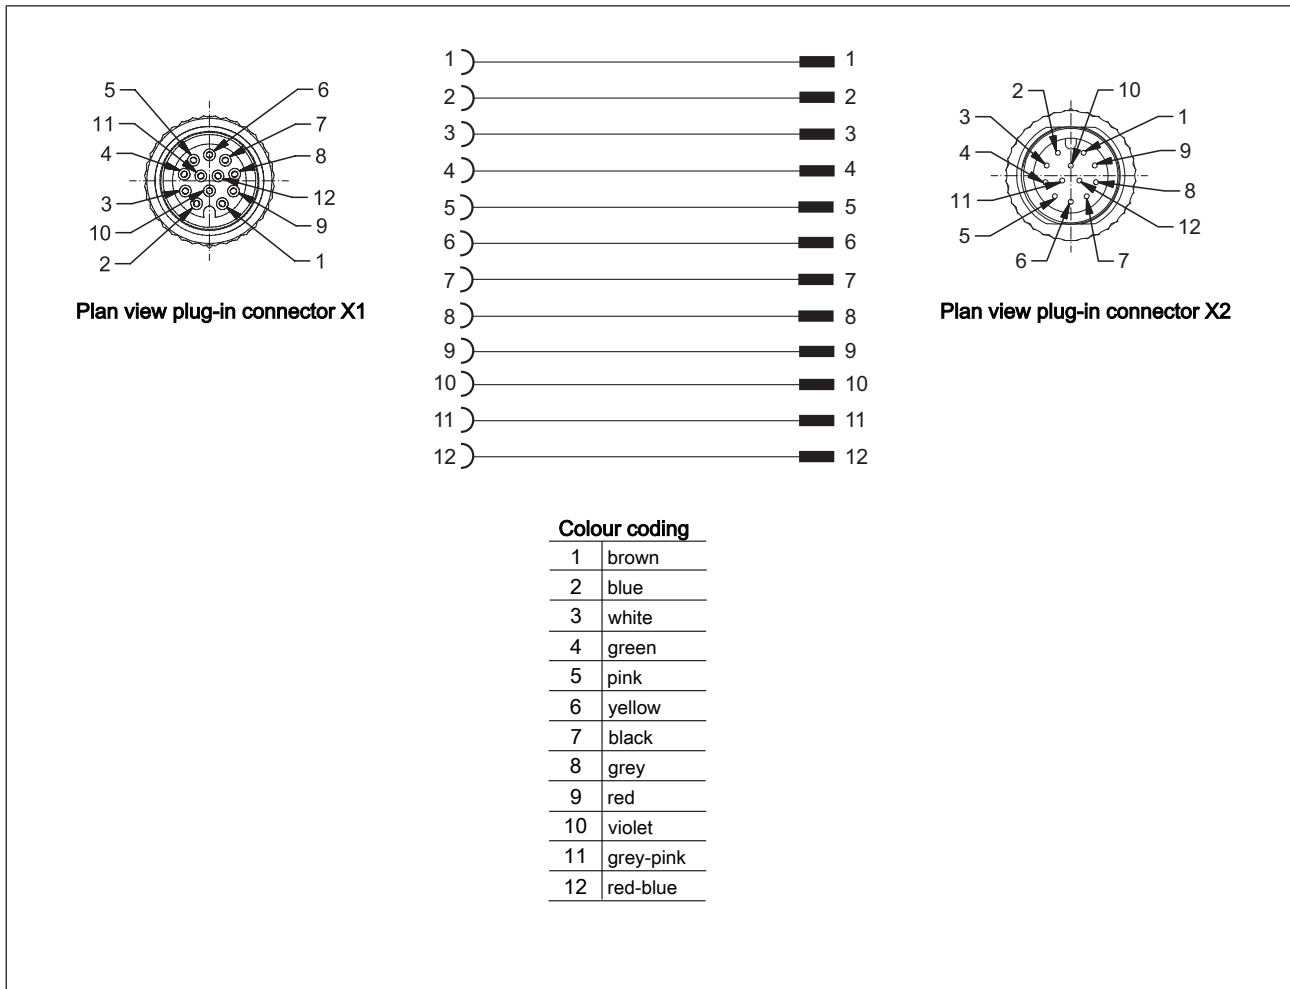 5 6
11 7
4 8
3 12
10 9
2 1
Plan view plug-in connector X1
1 1
2 2
3 3
4 4
5 5
6 6
7 7
8 8
9 9
10 10
11 11
12 12
2 10
3 1
4 9
11 8
5 12
6 7
Plan view plug-in connector X2
Colour coding
1 brown
2 blue
3 white
4 green
5 pink
6 yellow
7 black
8 grey
9 red
10 violet
11 grey-pink
12 red-blue